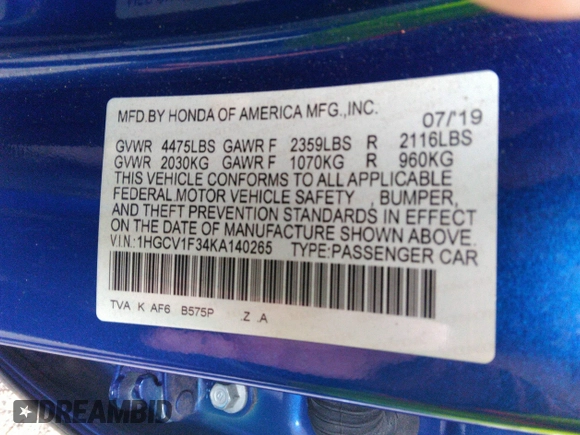 MFD.BY HONDA OF AMERICA MFG.,INC. 07/'19
GVWR 4475LBS GAWR F 2359LBS R 2116LBS
GVWR 2030KG GAWR F 1070KG R 960KG
THIS VEHICLE CONFORMS TO ALL APPLICABLE
FEDERAL MOTOR VEHICLE SAFETY , BUMPER,
AND THEFT PREVENTION STANDARDS IN EFFECT
ON THE DATE OF MANUFACTURE SHOWN ABOVE.
V.I.N.:1HGCV1F34KA140265 TYPE:PASSENGER CAR
TVA K AF6 B575P .Z .A
DREAMBID